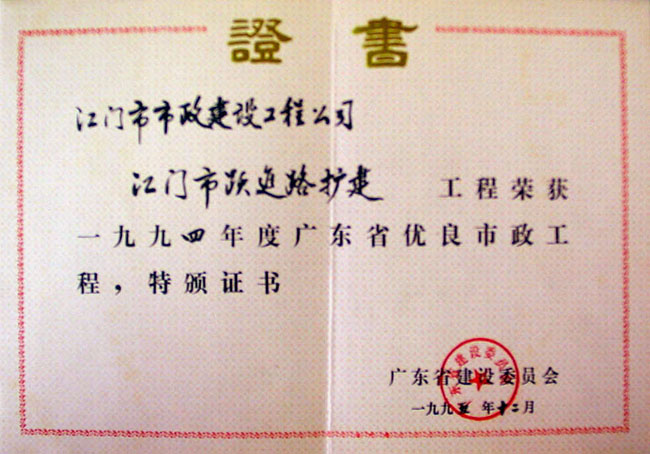 證書
江门市市政建设工程公司
江门市跃进路扩建 工程荣获
一九九四年度广东省优良市政工
程，特颁证书
广东省建设委员会
一九九五年十二月